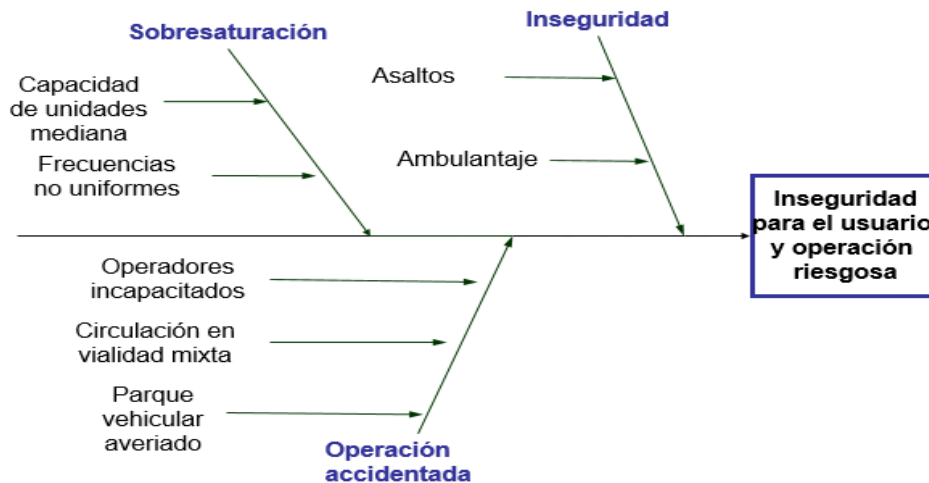 Sobresaturación
Capacidad
de unidades
mediana
Frecuencias
no uniformes
Inseguridad
Asaltos
Ambulantaje
Inseguridad
para el usuario
y operación
riesgosa
Operadores
incapacitados
Circulación en
vialidad mixta
Parque
vehicular
averiado
Operación
accidentada